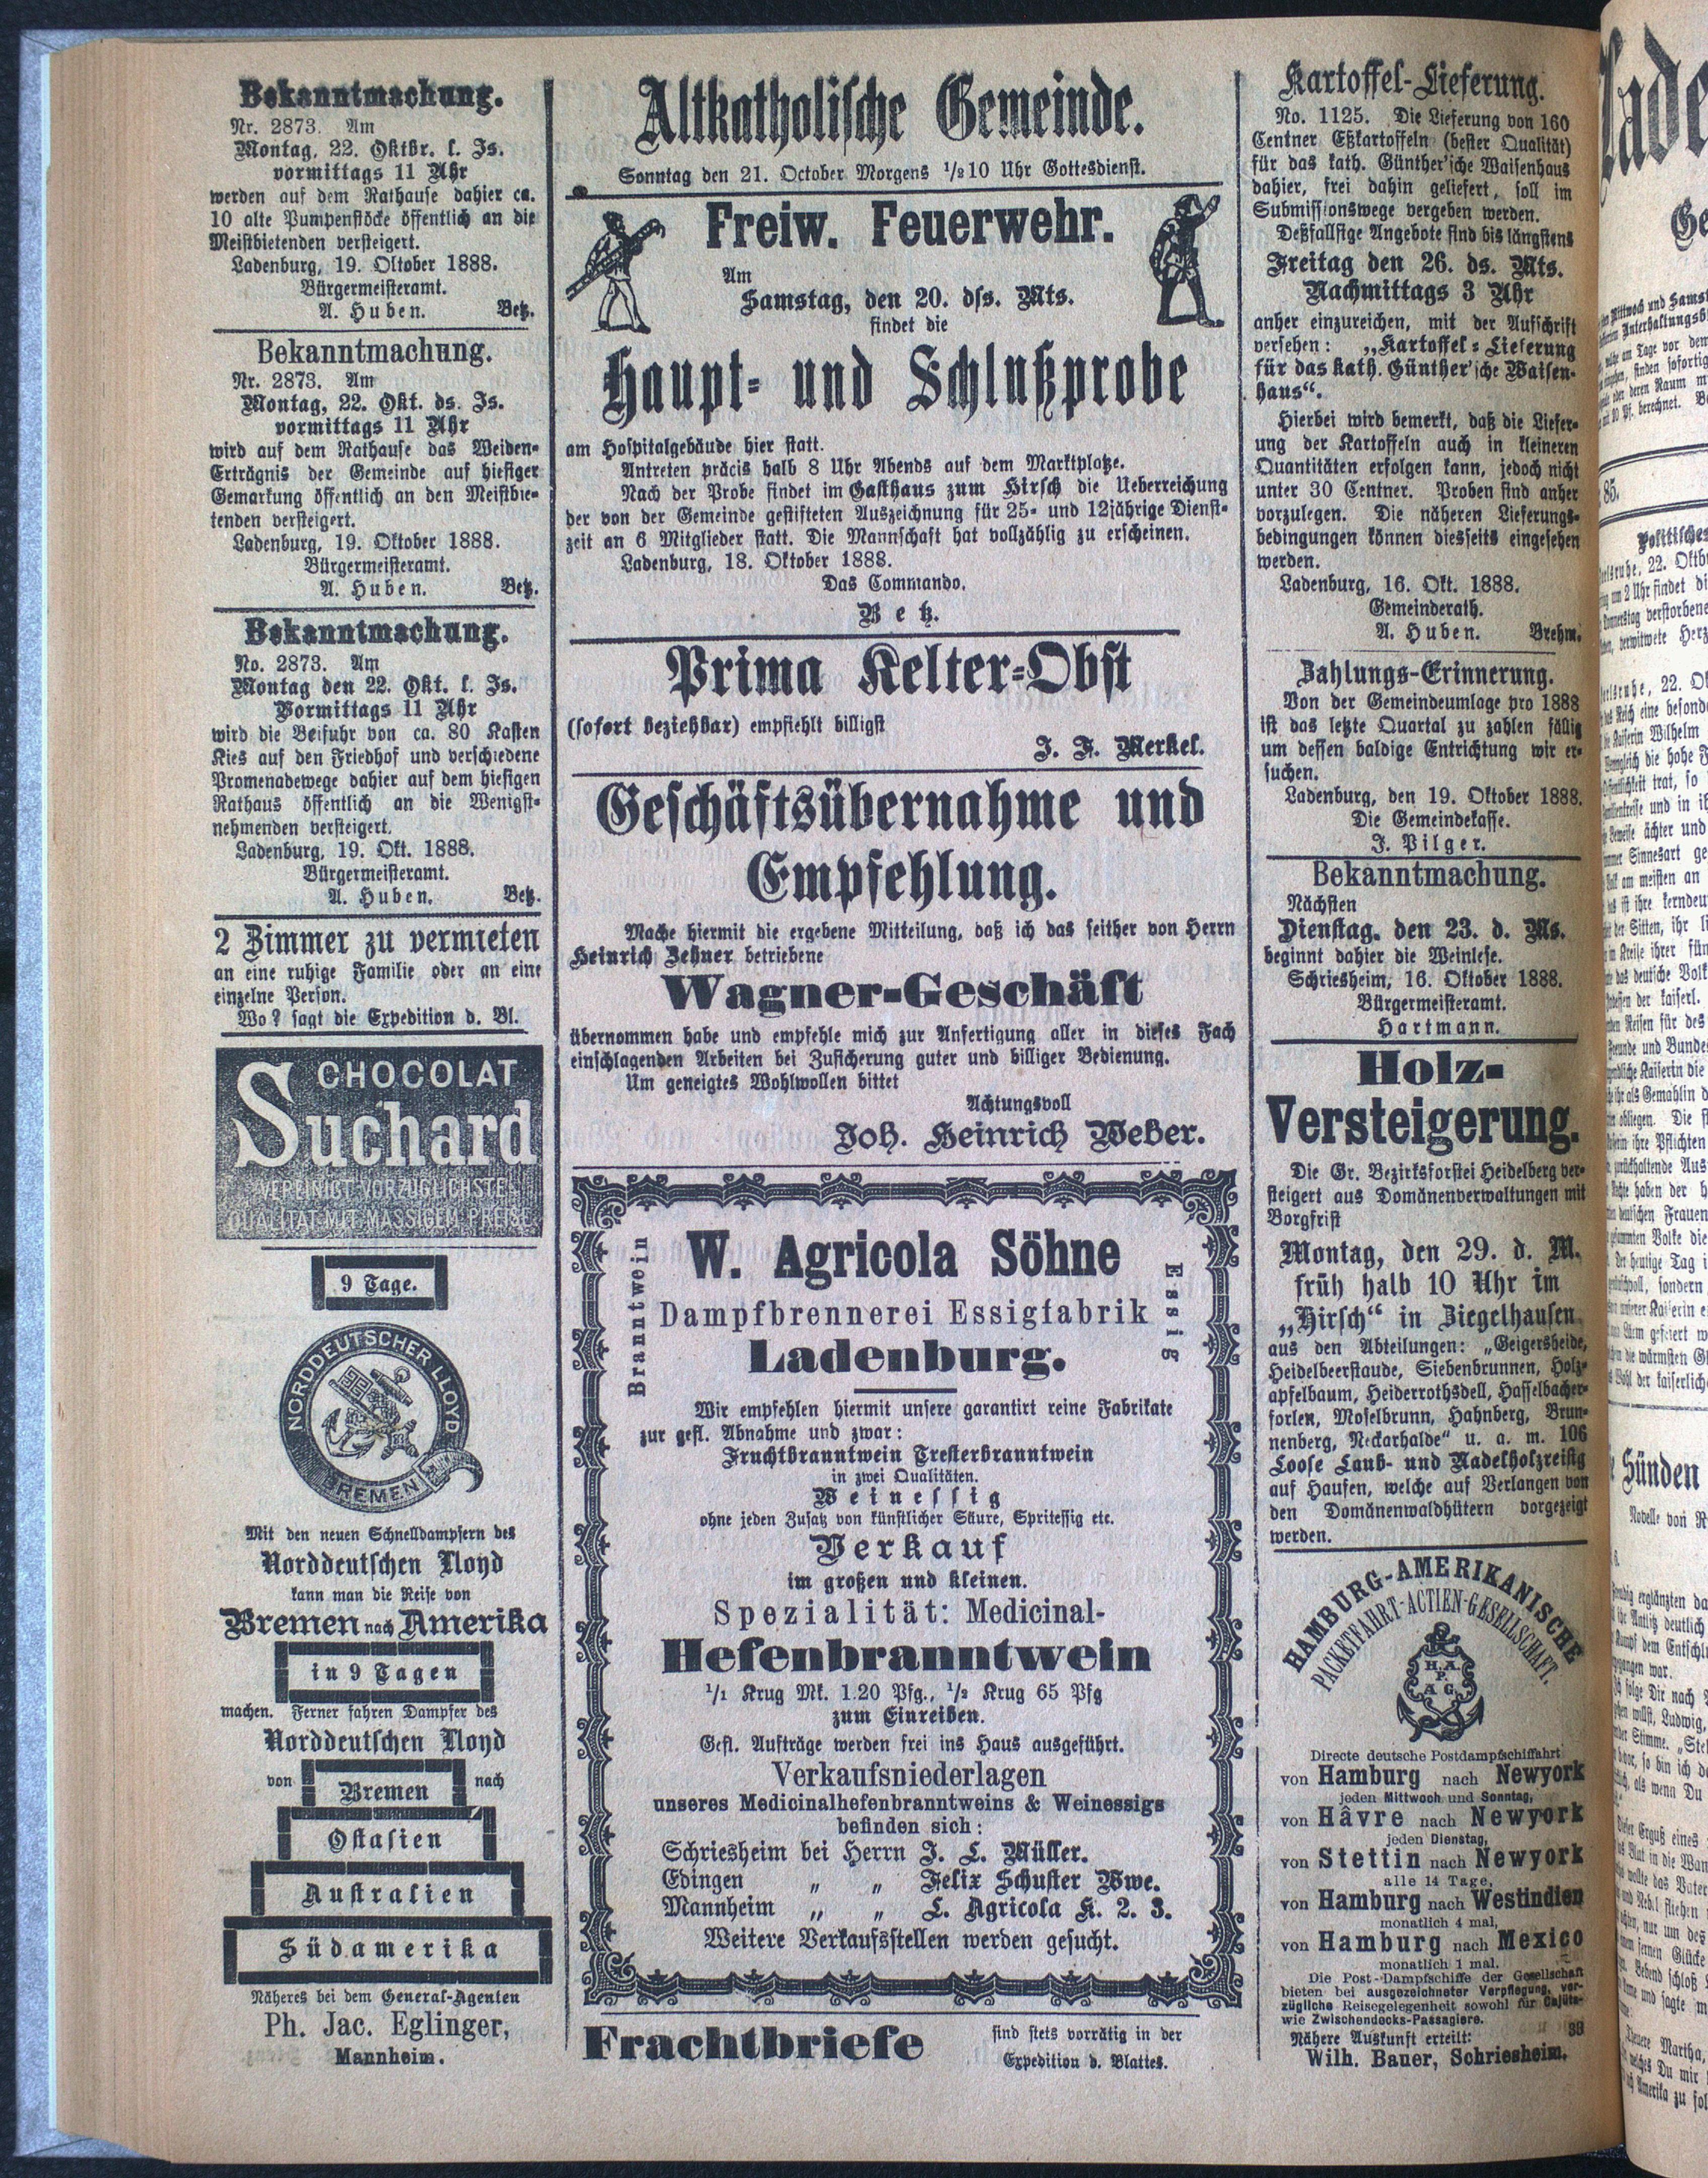 Bekanntmachung.
Nr. 2873. Am
Montag, 22. Oktbr. l. Js.
vormittags 11 Uhr
werden auf dem Rathause dahier ca.
10 alte Pumpenstöcke öffentlich an die
Meistbietenden versteigert.
Ladenburg, 19. Oktober 1888.
Bürgermeisteramt.
A. Huben. Betz.
Bekanntmachung.
Nr. 2873. Am
Montag, 22. Okt. ds. Js.
vormittags 11 Uhr
wird auf dem Rathause das Weiden-
Erträgnis der Gemeinde auf hiesiger
Gemarkung öffentlich an den Meistbie-
tenden versteigert.
Ladenburg, 19. Oktober 1888.
Bürgermeisteramt.
A. Huben. Betz.
Bekanntmachung.
No. 2873. Am
Montag den 22. Okt. l. Js.
Vormittags 11 Uhr
wird die Beifuhr von ca. 80 Kasten
Kies auf den Friedhof und verschiedene
Promenadewege dahier auf dem hiesigen
Rathaus öffentlich an die Wenigst-
nehmenden versteigert.
Ladenburg, 19. Okt. 1888.
Bürgermeisteramt.
A. Huben. Betz.
2 Zimmer zu vermieten
an eine ruhige Familie oder an eine
einzelne Person.
Wo? sagt die Expedition d. Bl.
CHOCOLAT
Suchard
VEREINIGT VORZÜGLICHSTE
QUALITÄT MIT MÄSSIGEM PREISE
9 Tage.
NORDDEUTSCHER LLOYD
BREMEN
Mit den neuen Schnelldampfern des
Norddeutschen Lloyd
kann man die Reise von
Bremen nach Amerika
in 9 Tagen
machen. Ferner fahren Dampfer des
Norddeutschen Lloyd
von Bremen nach
Ostasien
Australien
Südamerika
Näheres bei dem General-Agenten
Ph. Jac. Eglinger,
Mannheim.
Altkatholische Gemeinde.
Sonntag den 21. October Morgens 1/2 10 Uhr Gottesdienst.
Freiw. Feuerwehr.
Am
Samstag, den 20. dss. Mts.
findet die
Haupt- und Schlußprobe
am Hospitalgebäude hier statt.
Antreten präcis halb 8 Uhr Abends auf dem Marktplatze.
Nach der Probe findet im Gasthaus zum Hirsch die Ueberreichung
der von der Gemeinde gestifteten Auszeichnung für 25- und 12jährige Dienst-
zeit an 6 Mitglieder statt. Die Mannschaft hat vollzählig zu erscheinen.
Ladenburg, 18. Oktober 1888.
Das Commando.
Betz.
Prima Kelter-Obst
(sofort beziehbar) empfiehlt billigst
J. F. Merkel.
Geschäftsübernahme und
Empfehlung.
Mache hiermit die ergebene Mitteilung, daß ich das seither von Herrn
Heinrich Zehner betriebene
Wagner-Geschäft
übernommen habe und empfehle mich zur Anfertigung aller in dieses Fach
einschlagenden Arbeiten bei Zusicherung guter und billiger Bedienung.
Um geneigtes Wohlwollen bittet
Achtungsvoll
Joh. Heinrich Weber.
Branntwein
Essig
W. Agricola Söhne
Dampfbrennerei Essigfabrik
Ladenburg.
Wir empfehlen hiermit unsere garantirt reine Fabrikate
zur gefl. Abnahme und zwar:
Fruchtbranntwein Tresterbranntwein
in zwei Qualitäten.
Weinessig
ohne jeden Zusatz von künstlicher Säure, Spritessig etc.
Verkauf
im großen und kleinen.
Spezialität: Medicinal-
Hefenbranntwein
1/1 Krug Mk. 1.20 Pfg., 1/2 Krug 65 Pfg
zum Einreiben.
Gefl. Aufträge werden frei ins Haus ausgeführt.
Verkaufsniederlagen
unseres Medicinalhefenbranntweins & Weinessigs
befinden sich:
Schriesheim bei Herrn J. L. Müller.
Edingen „ „ Felix Schuster Wwe.
Mannheim „ „ L. Agricola K. 2. 3.
Weitere Verkaufsstellen werden gesucht.
Frachtbriefe sind stets vorrätig in der
Expedition d. Blattes.
Kartoffel-Lieferung.
No. 1125. Die Lieferung von 160
Centner Eßkartoffeln (bester Qualität)
für das kath. Günther'sche Waisenhaus
dahier, frei dahin geliefert, soll im
Submissionswege vergeben werden.
Deßfallsige Angebote sind bis längstens
Freitag den 26. ds. Mts.
Nachmittags 3 Uhr
anher einzureichen, mit der Aufschrift
versehen: „Kartoffel-Lieferung
für das kath. Günther'sche Waisen-
haus“.
Hierbei wird bemerkt, daß die Liefer-
ung der Kartoffeln auch in kleineren
Quantitäten erfolgen kann, jedoch nicht
unter 30 Centner. Proben sind anher
vorzulegen. Die näheren Lieferungs-
bedingungen können diesseits eingesehen
werden.
Ladenburg, 16. Okt. 1888.
Gemeinderath.
A. Huben. Brehm.
Zahlungs-Erinnerung.
Von der Gemeindeumlage pro 1888
ist das letzte Quartal zu zahlen fällig
um dessen baldige Entrichtung wir er-
suchen.
Ladenburg, den 19. Oktober 1888.
Die Gemeindekasse.
J. Pilger.
Bekanntmachung.
Nächsten
Dienstag, den 23. d. Ms.
beginnt dahier die Weinlese.
Schriesheim, 16. Oktober 1888.
Bürgermeisteramt.
Hartmann.
Holz-
Versteigerung.
Die Gr. Bezirksforstei Heidelberg ver-
steigert aus Domänenverwaltungen mit
Borgfrist
Montag, den 29. d. M.
früh halb 10 Uhr im
„Hirsch“ in Ziegelhausen
aus den Abteilungen: „Geigersheide,
Heidelbeerstaude, Siebenbrunnen, Holz-
apfelbaum, Heiderrothsdell, Hasselbacher-
forlen, Moselbrunn, Hahnberg, Brun-
nenberg, Neckarhalde“ u. a. m. 106
Loose Laub- und Nadelholzreisig
auf Haufen, welche auf Verlangen von
den Domänenwaldhütern vorgezeigt
werden.
HAMBURG-AMERIKANISCHE
PACKETFAHRT-ACTIEN-GESELLSCHAFT.
H. A.
P.
A. G.
Directe deutsche Postdampfschiffahrt
von Hamburg nach Newyork
jeden Mittwoch und Sonntag,
von Hâvre nach Newyork
jeden Dienstag,
von Stettin nach Newyork
alle 14 Tage,
von Hamburg nach Westindien
monatlich 4 mal,
von Hamburg nach Mexico
monatlich 1 mal.
Die Post-Dampfschiffe der Gesellschaft
bieten bei ausgezeichneter Verpflegung, vor-
zügliche Reisegelegenheit sowohl für Cajüts-
wie Zwischendecks-Passagiere.
Nähere Auskunft erteilt:
Wilh. Bauer, Schriesheim.